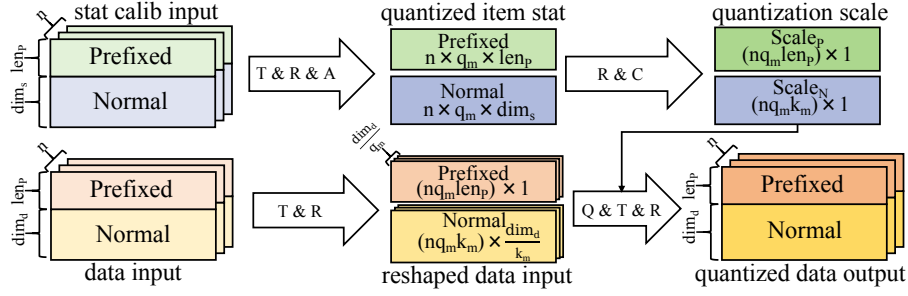 stat calib input
quantized item stat
quantization scale
n
len_P
dim_s
Prefixed
Normal
T & R & A
Prefixed
n × q_m × len_P
Normal
n × q_m × dim_s
R & C
Scale_P
(nq_m len_P) × 1
Scale_N
(nq_m k_m) × 1
n
len_P
dim_d
Prefixed
Normal
T & R
dim_d
q_m
Prefixed
(nq_m len_P) × 1
Normal
(nq_m k_m) × dim_d
k_m
Q & T & R
n
len_P
dim_d
Prefixed
Normal
data input
reshaped data input
quantized data output